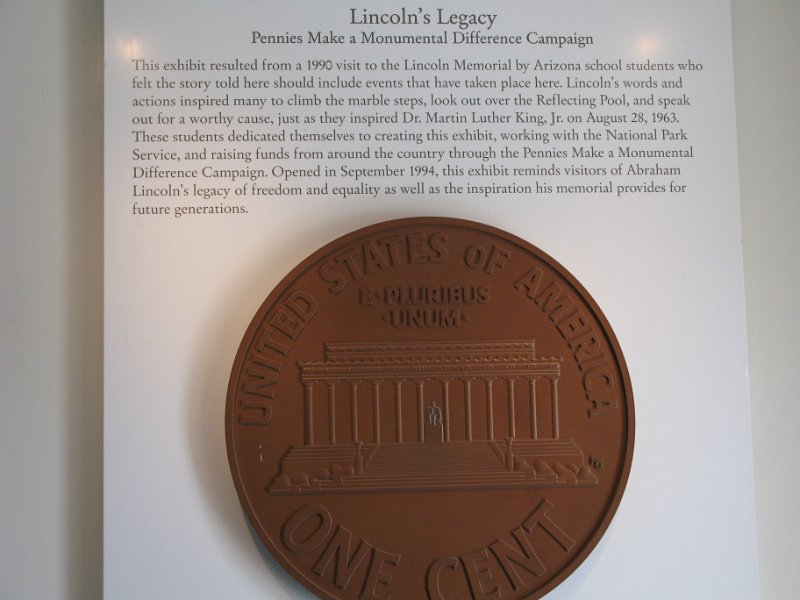 Lincoln's Legacy
Pennies Make a Monumental Difference Campaign
This exhibit resulted from a 1990 visit to the Lincoln Memorial by Arizona school students who
felt the story told here should include events that have taken place here. Lincoln's words and
actions inspired many to climb the marble steps, look out over the Reflecting Pool, and speak
out for a worthy cause, just as they inspired Dr. Martin Luther King, Jr. on August 28, 1963.
These students dedicated themselves to creating this exhibit, working with the National Park
Service, and raising funds from around the country through the Pennies Make a Monumental
Difference Campaign. Opened in September 1994, this exhibit reminds visitors of Abraham
Lincoln's legacy of freedom and equality as well as the inspiration his memorial provides for
future generations.
UNITED STATES OF AMERICA
E·PLURIBUS
·UNUM·
FG
ONE CENT